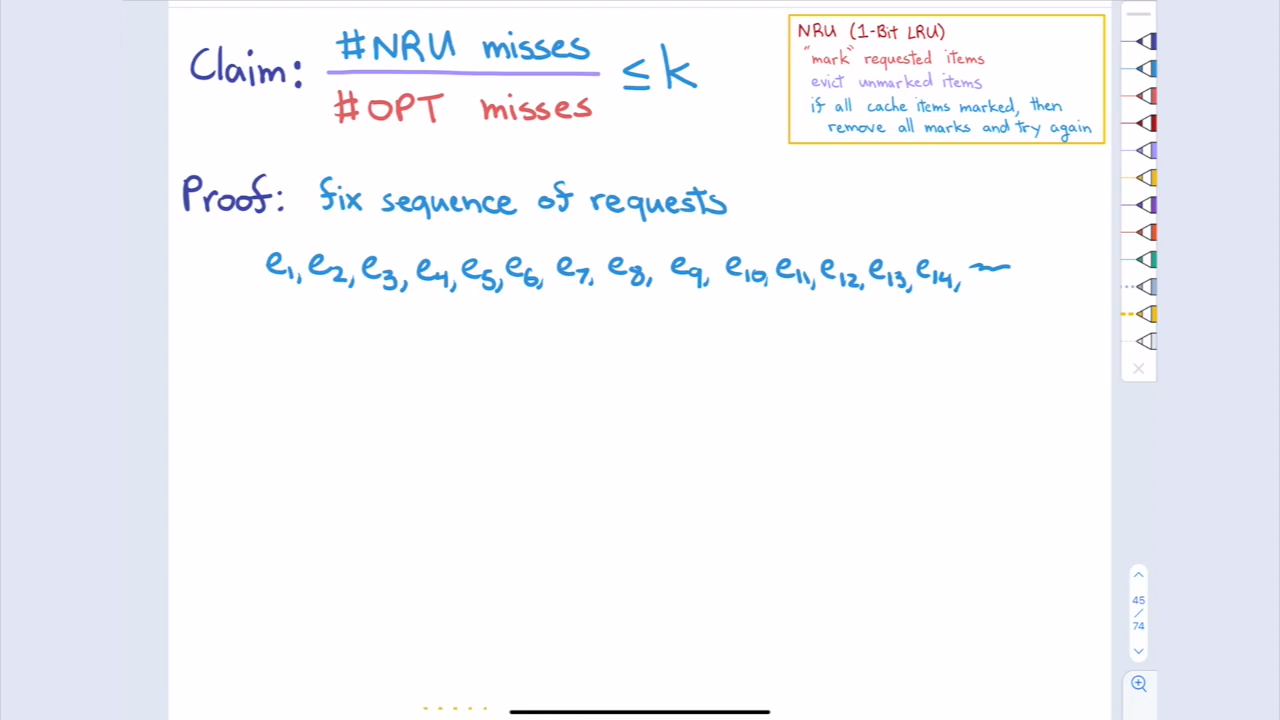 Claim: #NRU misses / #OPT misses ≤ k
NRU (1-Bit LRU)
"mark" requested items
evict unmarked items
if all cache items marked, then
remove all marks and try again
Proof: fix sequence of requests
e₁, e₂, e₃, e₄, e₅, e₆, e₇, e₈, e₉, e₁₀, e₁₁, e₁₂, e₁₃, e₁₄, ~
45
/
74